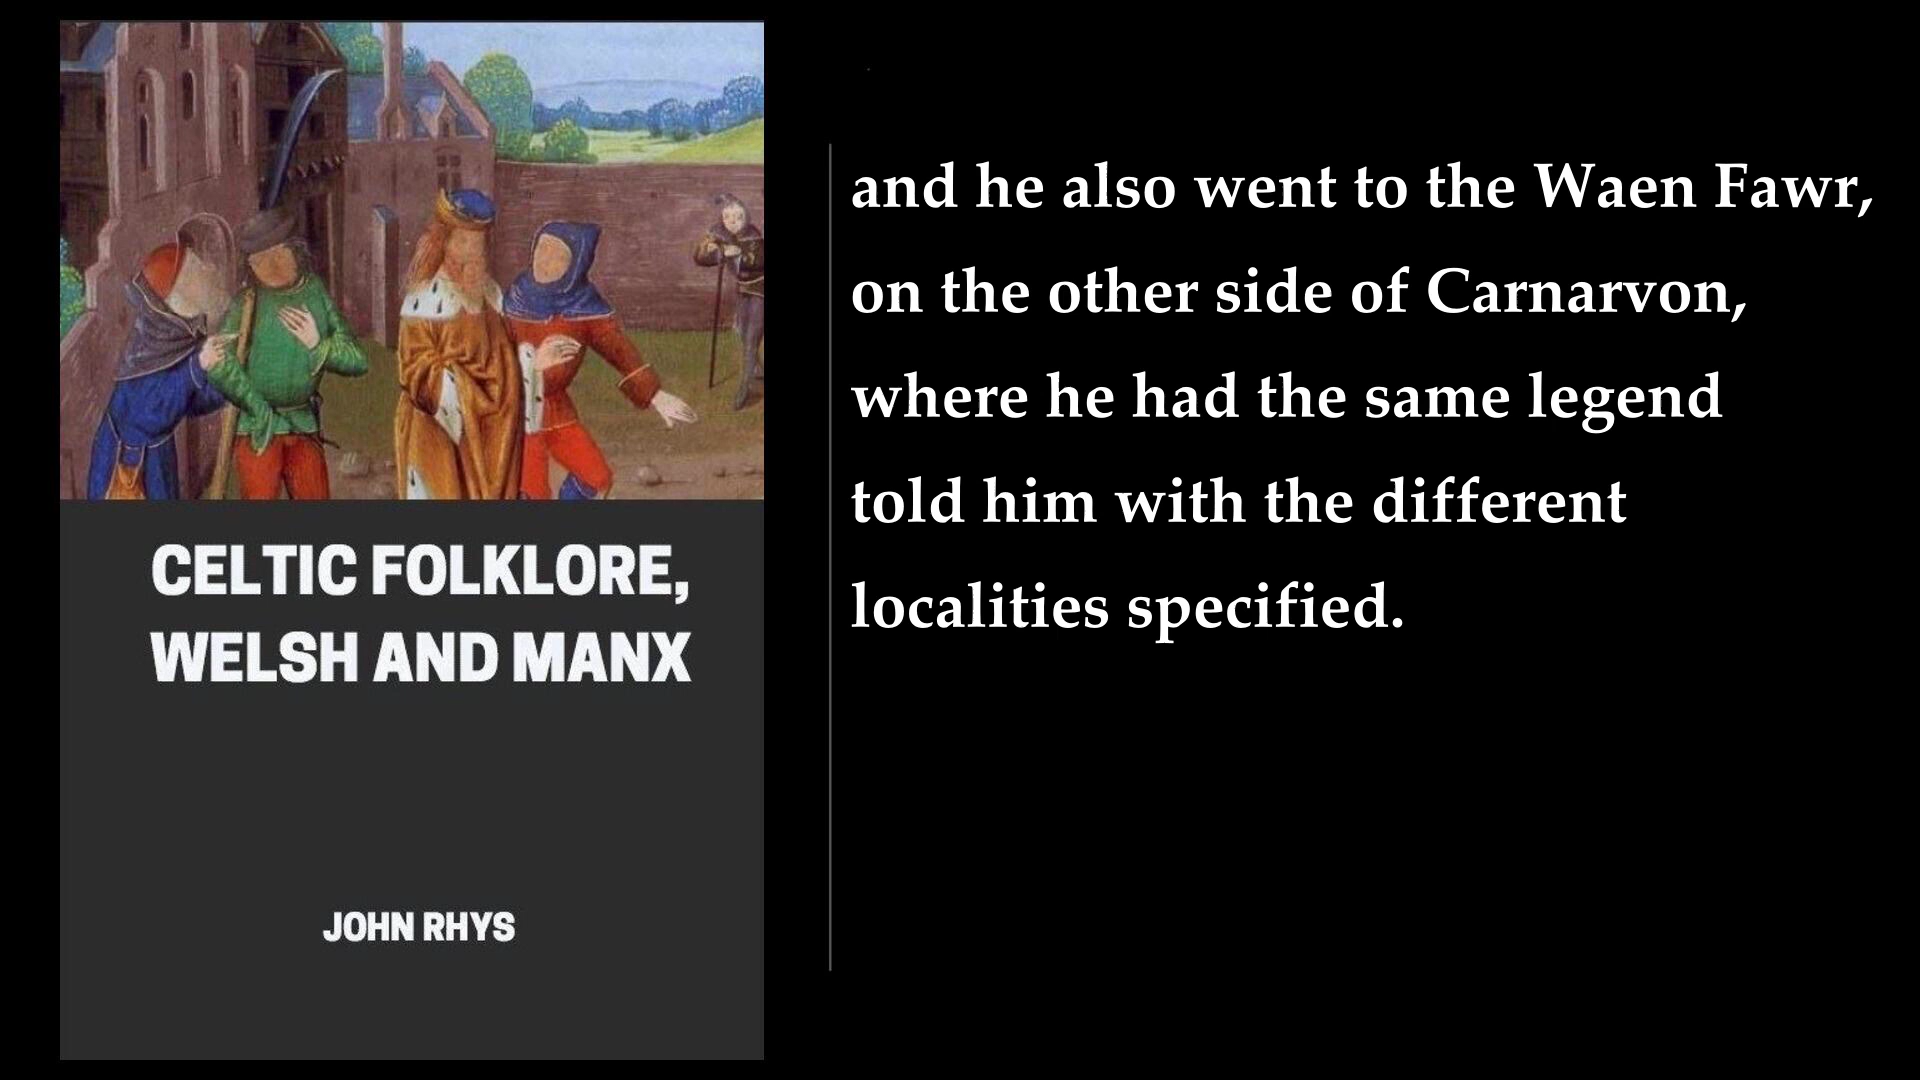 CELTIC FOLKLORE,
WELSH AND MANX
JOHN RHYS
and he also went to the Waen Fawr,
on the other side of Carnarvon,
where he had the same legend
told him with the different
localities specified.